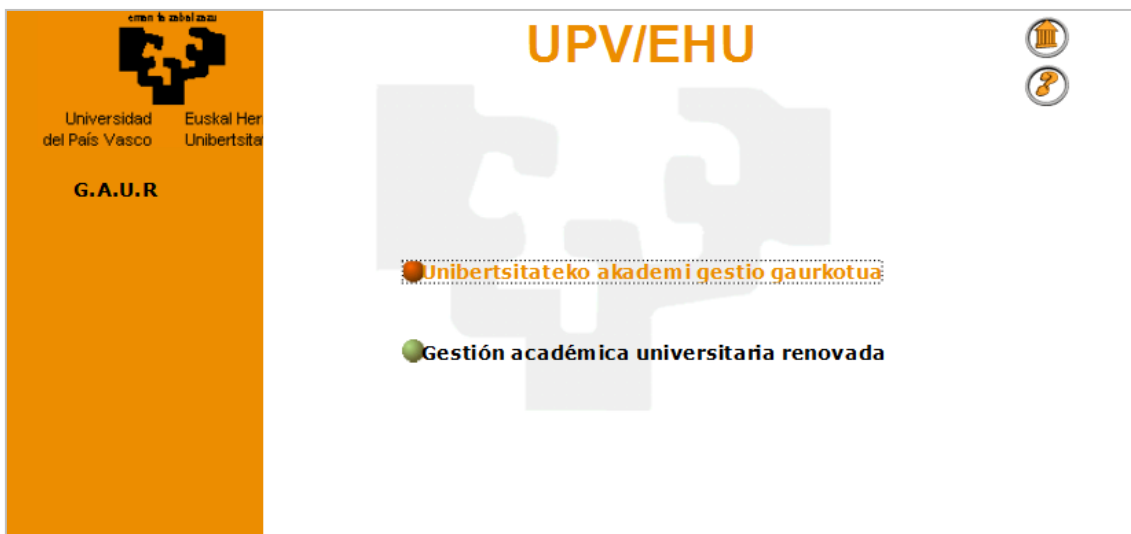 eman ta zabal zazu
UPV/EHU
Universidad
del País Vasco
Euskal Her
Unibertsita
G.A.U.R
Unibertsitateko akademi gestio gaurkotua
Gestión académica universitaria renovada